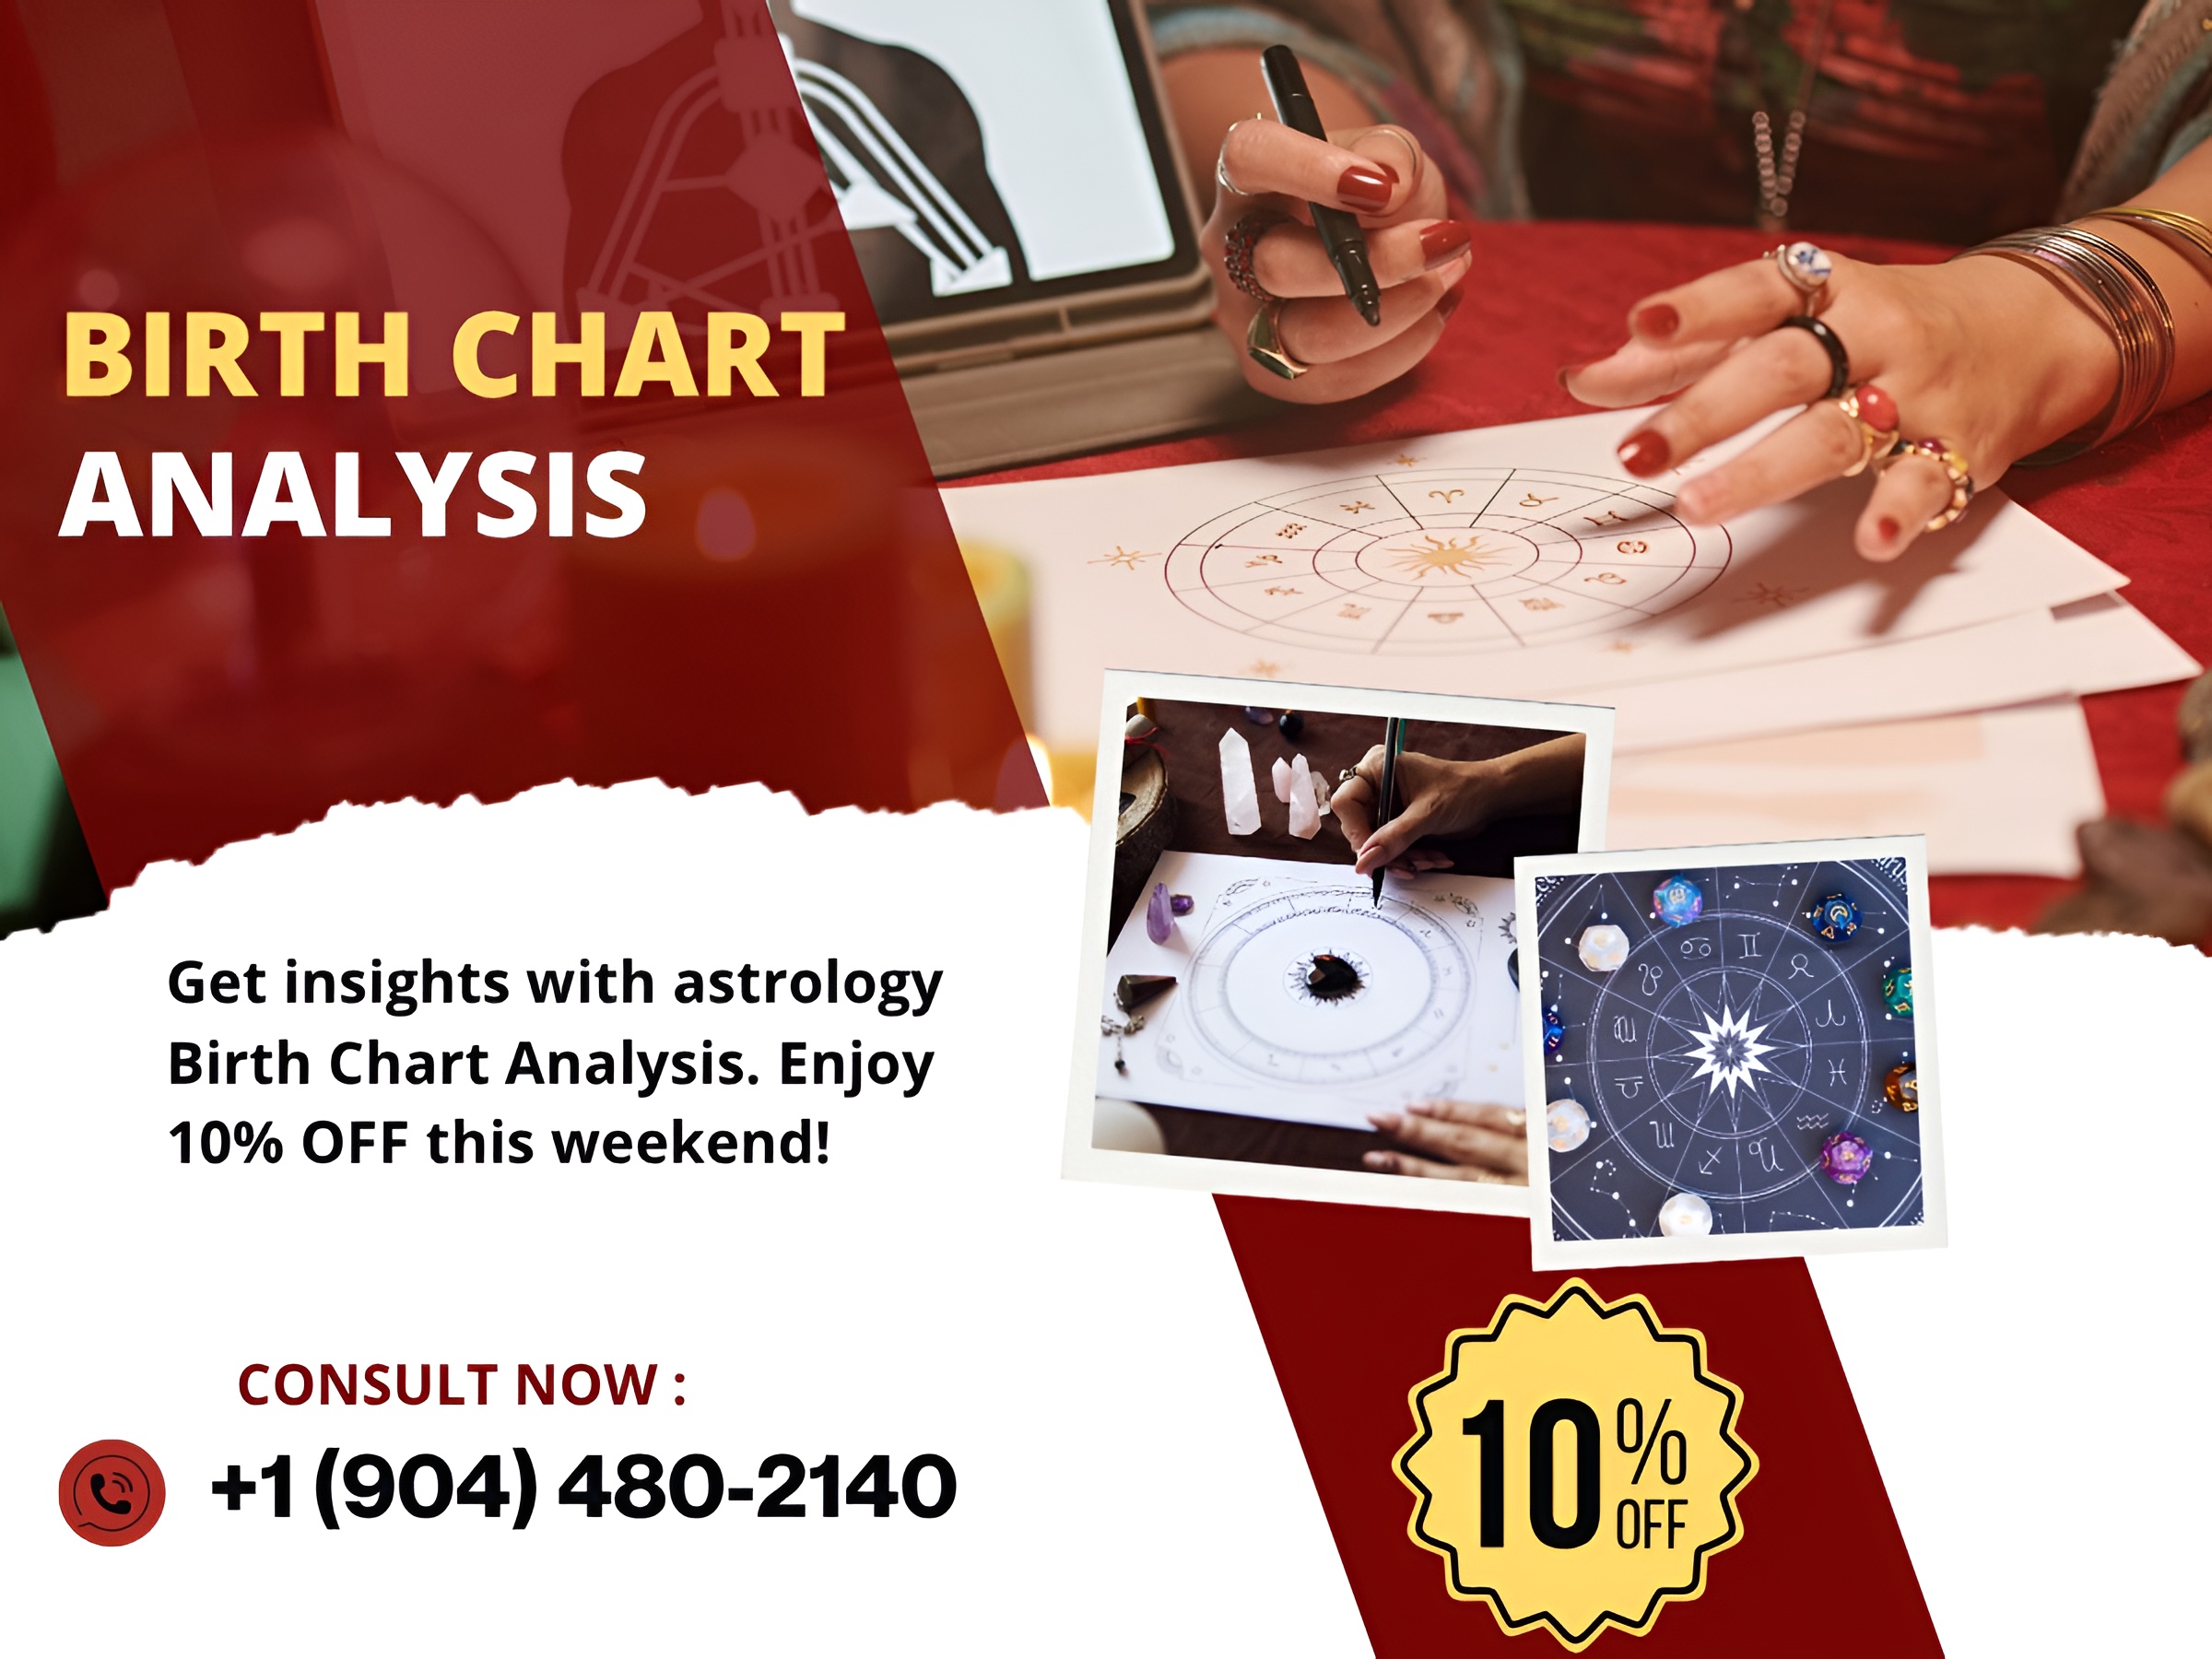 BIRTH CHART
ANALYSIS
Get insights with astrology
Birth Chart Analysis. Enjoy
10% OFF this weekend!
CONSULT NOW :
+1 (904) 480-2140
10%
OFF